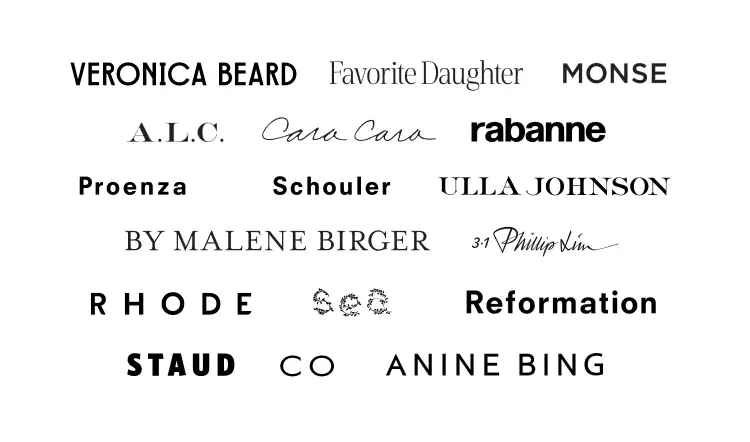 VERONICA BEARD Favorite Daughter MONSE
A.L.C. Cara Cara rabanne
Proenza Schouler ULLA JOHNSON
BY MALENE BIRGER 3·1 Phillip Lim
RHODE sea Reformation
STAUD CO ANINE BING